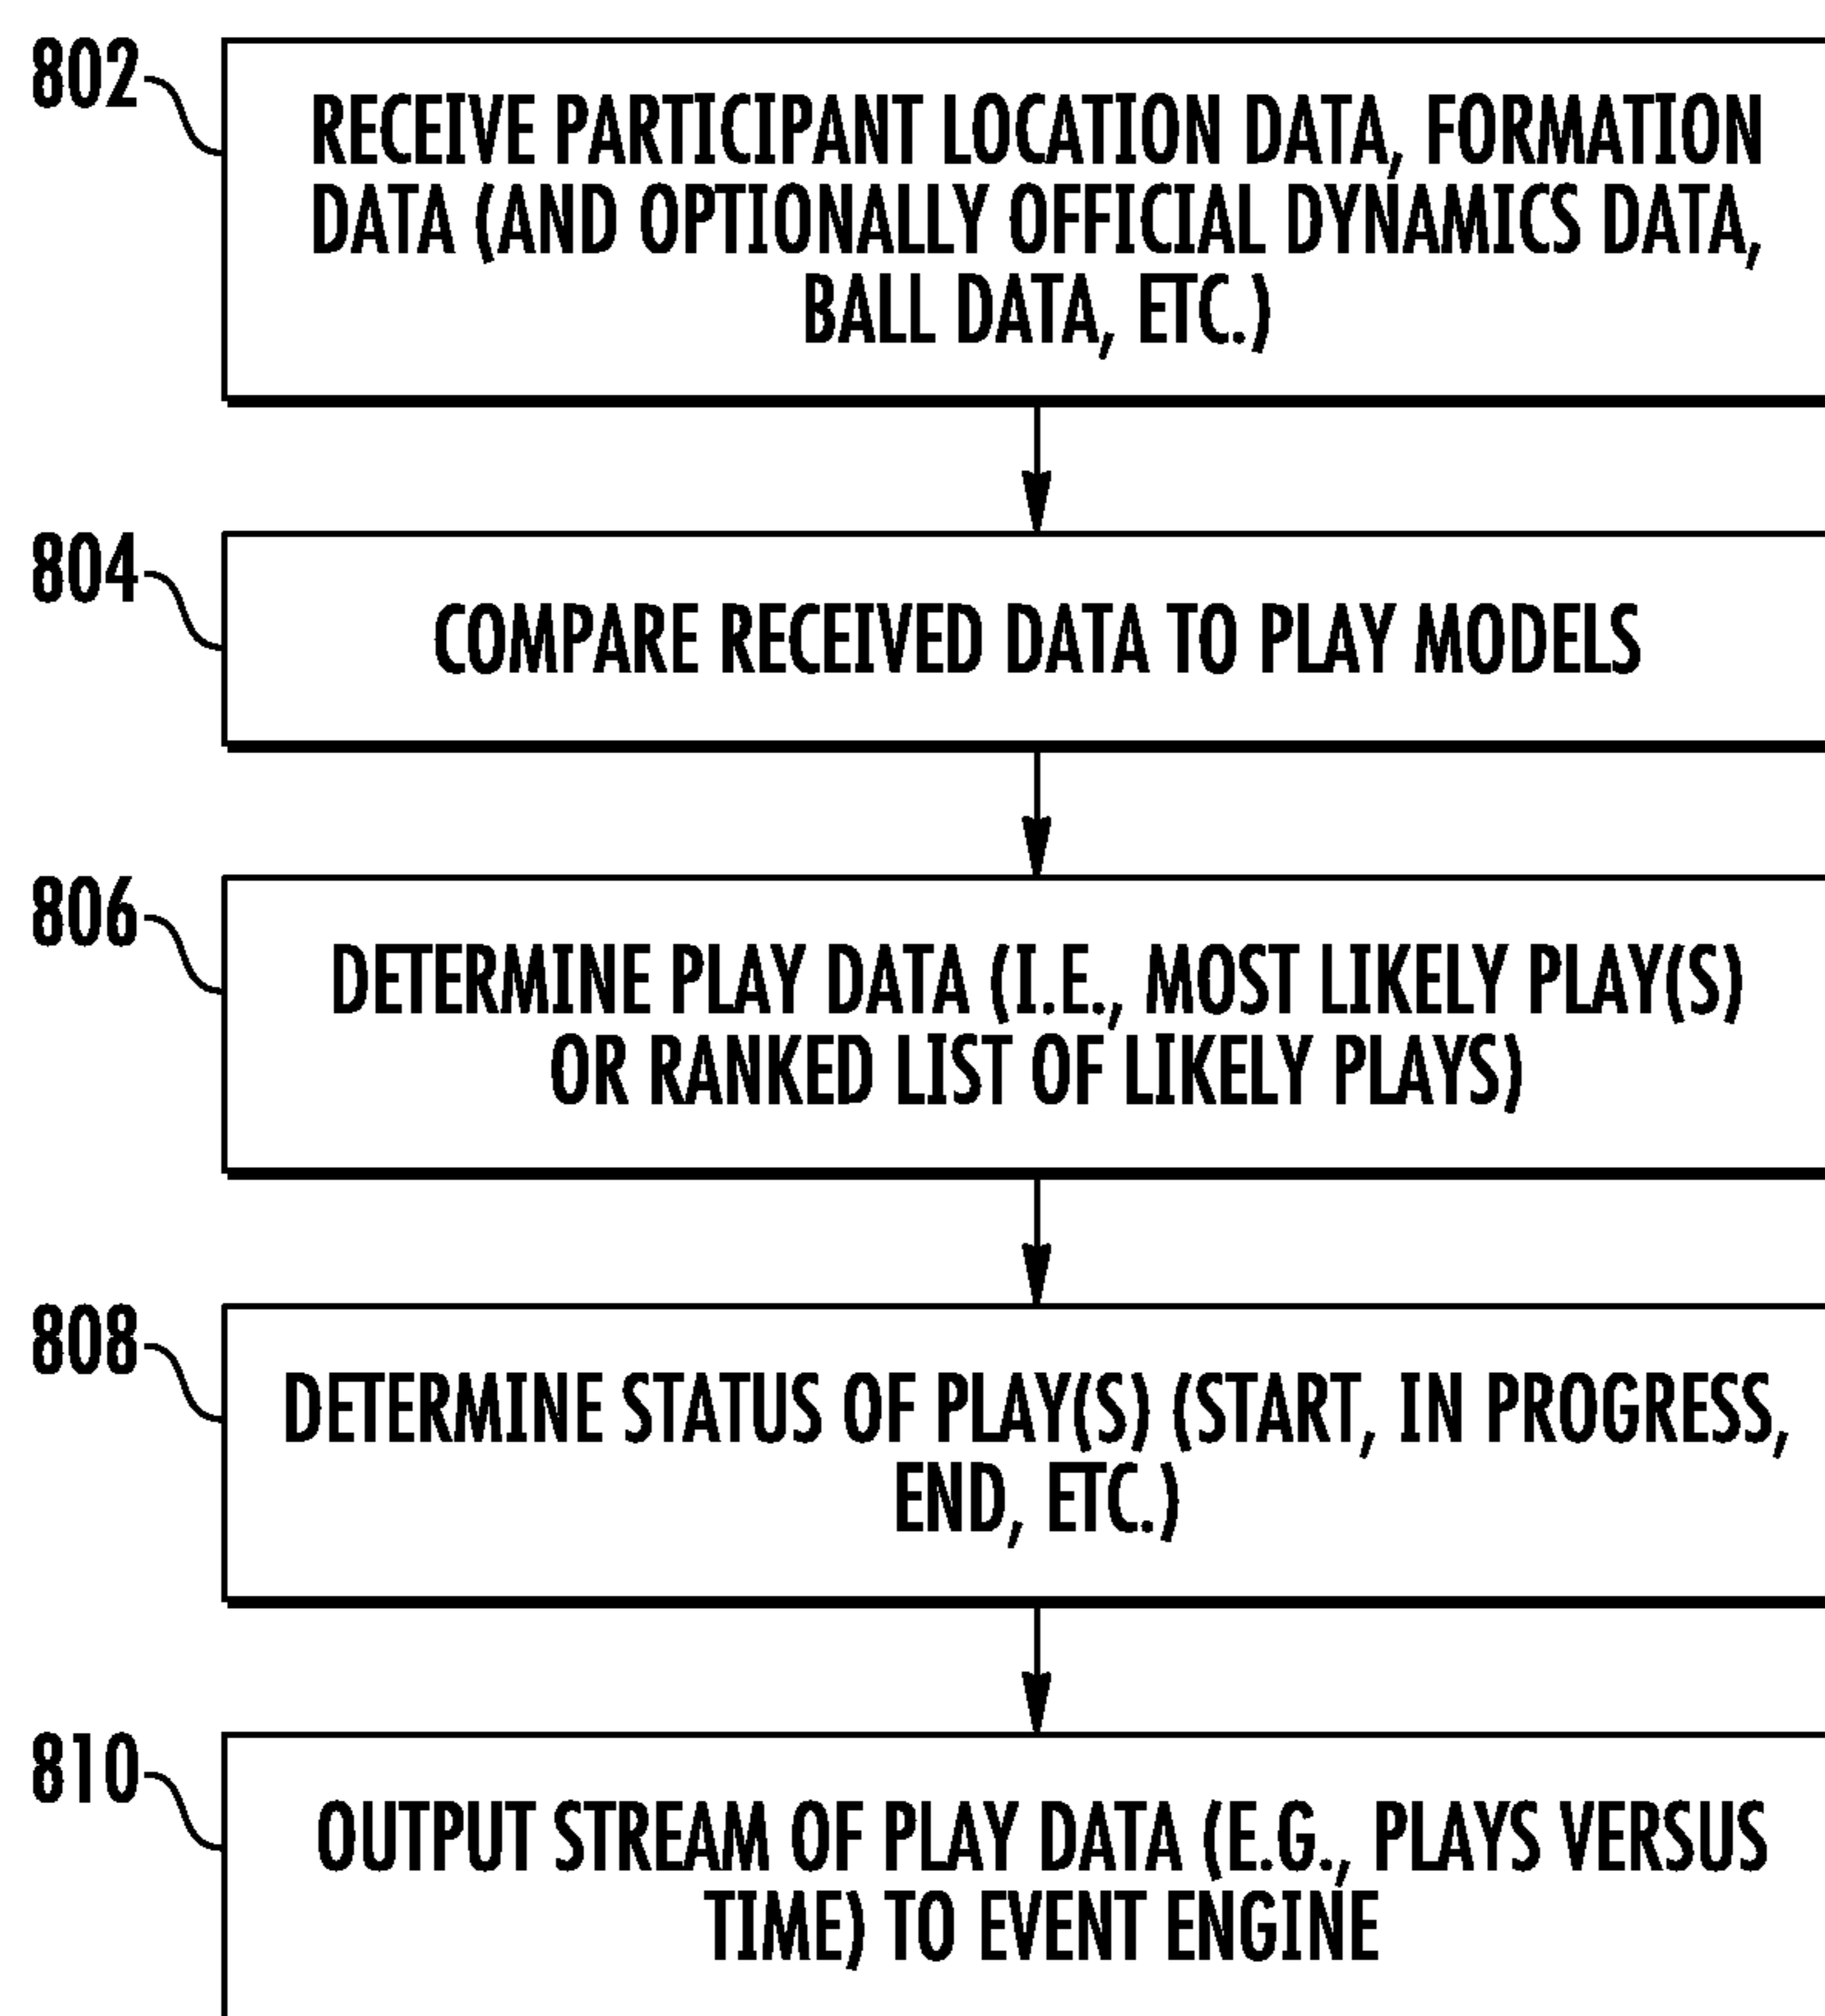 802
RECEIVE PARTICIPANT LOCATION DATA, FORMATION
DATA (AND OPTIONALLY OFFICIAL DYNAMICS DATA,
BALL DATA, ETC.)
804
COMPARE RECEIVED DATA TO PLAY MODELS
806
DETERMINE PLAY DATA (I.E., MOST LIKELY PLAY(S)
OR RANKED LIST OF LIKELY PLAYS)
808
DETERMINE STATUS OF PLAY(S) (START, IN PROGRESS,
END, ETC.)
810
OUTPUT STREAM OF PLAY DATA (E.G., PLAYS VERSUS
TIME) TO EVENT ENGINE